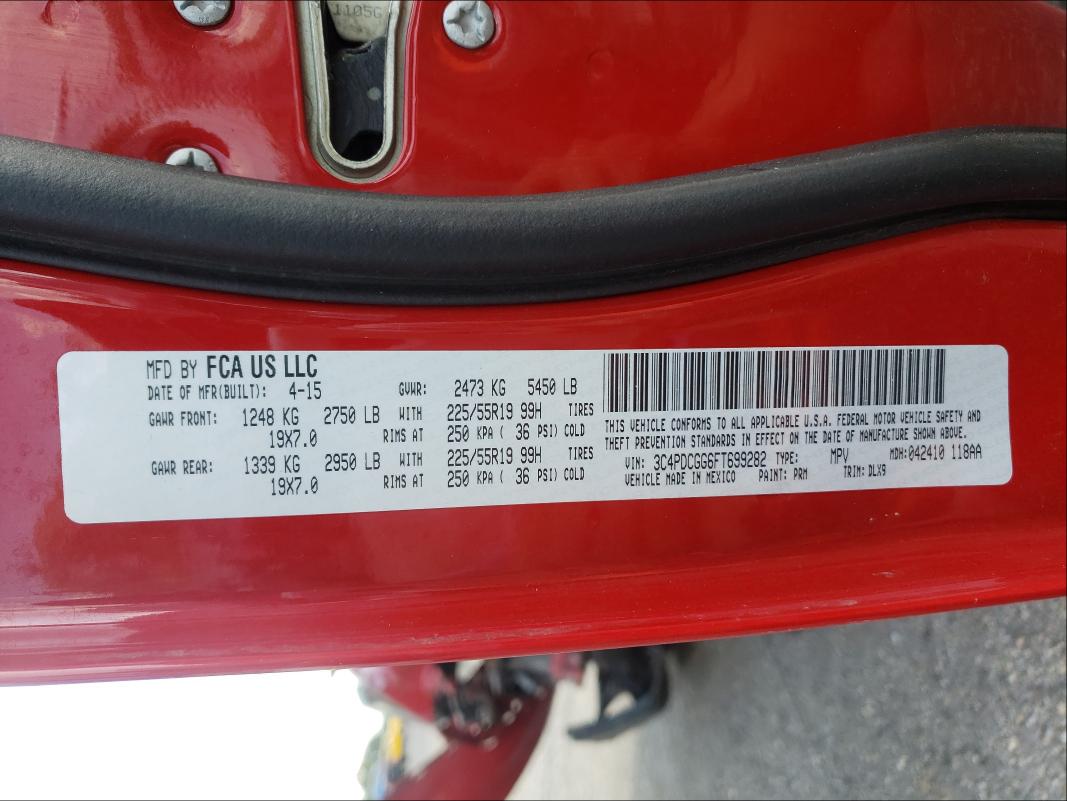 1105G
MFD BY FCA US LLC
DATE OF MFR(BUILT): 4-15 GVWR: 2473 KG 5450 LB
GAWR FRONT: 1248 KG 2750 LB WITH 225/55R19 99H TIRES
19X7.0 RIMS AT 250 KPA ( 36 PSI) COLD
GAWR REAR: 1339 KG 2950 LB WITH 225/55R19 99H TIRES
19X7.0 RIMS AT 250 KPA ( 36 PSI) COLD
THIS VEHICLE CONFORMS TO ALL APPLICABLE U.S.A. FEDERAL MOTOR VEHICLE SAFETY AND
THEFT PREVENTION STANDARDS IN EFFECT ON THE DATE OF MANUFACTURE SHOWN ABOVE.
VIN: 3C4PDCGG6FT699282 TYPE: MPV MDH: 042410 118AA
VEHICLE MADE IN MEXICO PAINT: PRM TRIM: DLX9